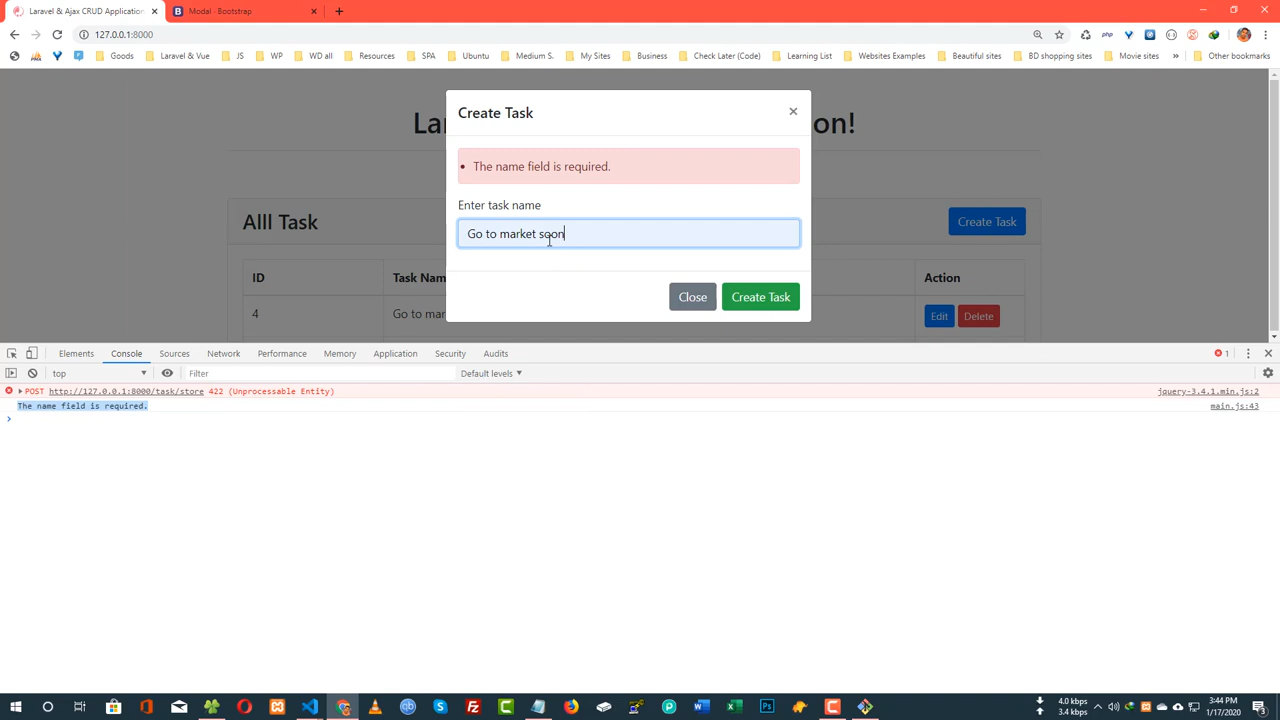 Laravel & Ajax CRUD Application
Modal · Bootstrap
127.0.0.1:8000
Goods
Laravel & Vue
JS
WP
WD all
Resources
SPA
Ubuntu
Medium S.
My Sites
Business
Check Later (Code)
Learning List
Websites Examples
Beautiful sites
BD shopping sites
Movie sites
»
Other bookmarks
Create Task
×
The name field is required.
Enter task name
Go to market soon
Close
Create Task
on!
Alll Task
Create Task
ID
Action
4
Edit
Delete
Elements
Console
Sources
Network
Performance
Memory
Application
Security
Audits
1
top
Filter
Default levels
POST http://127.0.0.1:8000/task/store 422 (Unprocessable Entity)
jquery-3.4.1.min.js:2
The name field is required.
main.js:43
4.0 kbps
3.4 kbps
3:44 PM
1/17/2020
3